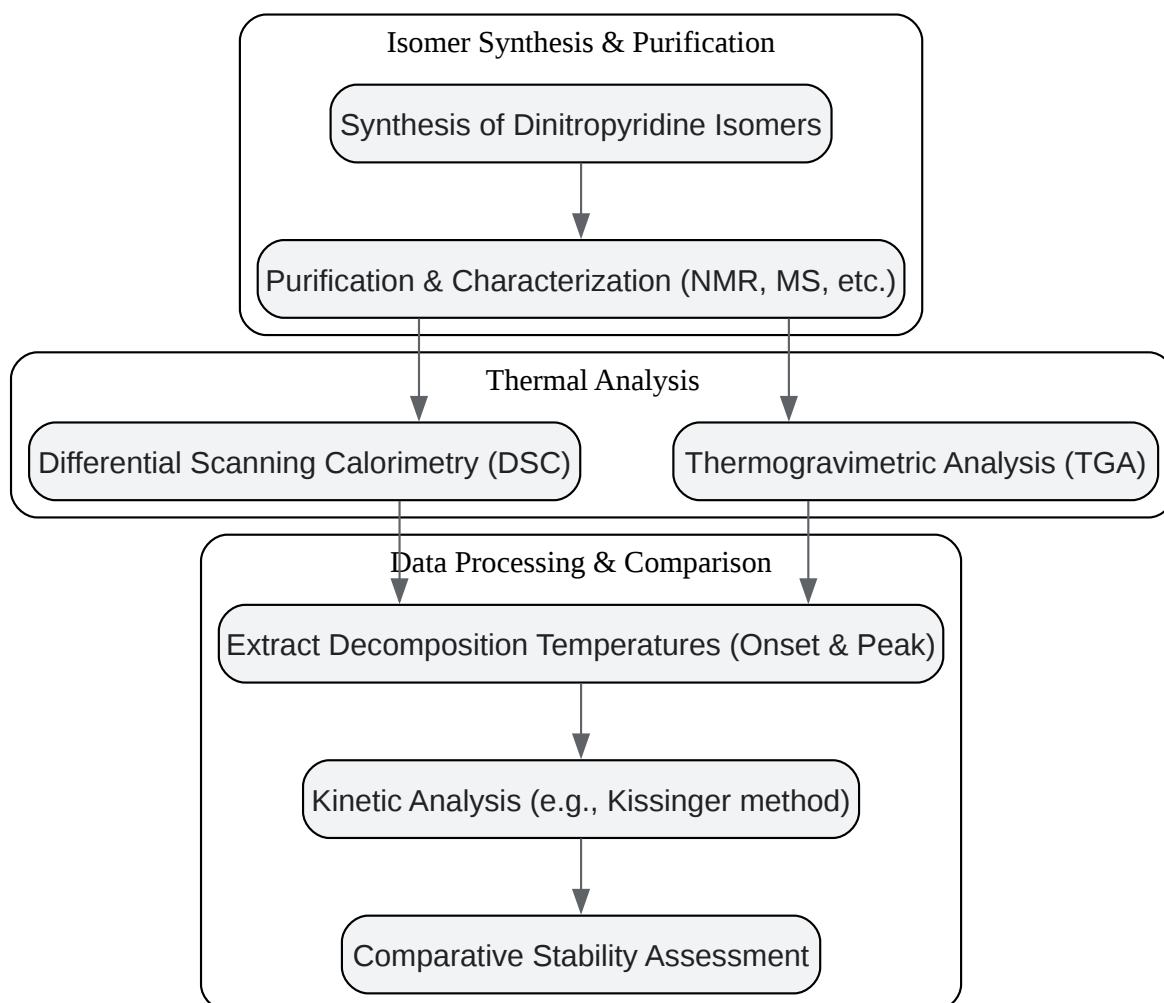 Isomer Synthesis & Purification
Synthesis of Dinitropyridine Isomers
Purification & Characterization (NMR, MS, etc.)
Thermal Analysis
Differential Scanning Calorimetry (DSC)
Thermogravimetric Analysis (TGA)
Data Processing & Comparison
Extract Decomposition Temperatures (Onset & Peak)
Kinetic Analysis (e.g., Kissinger method)
Comparative Stability Assessment